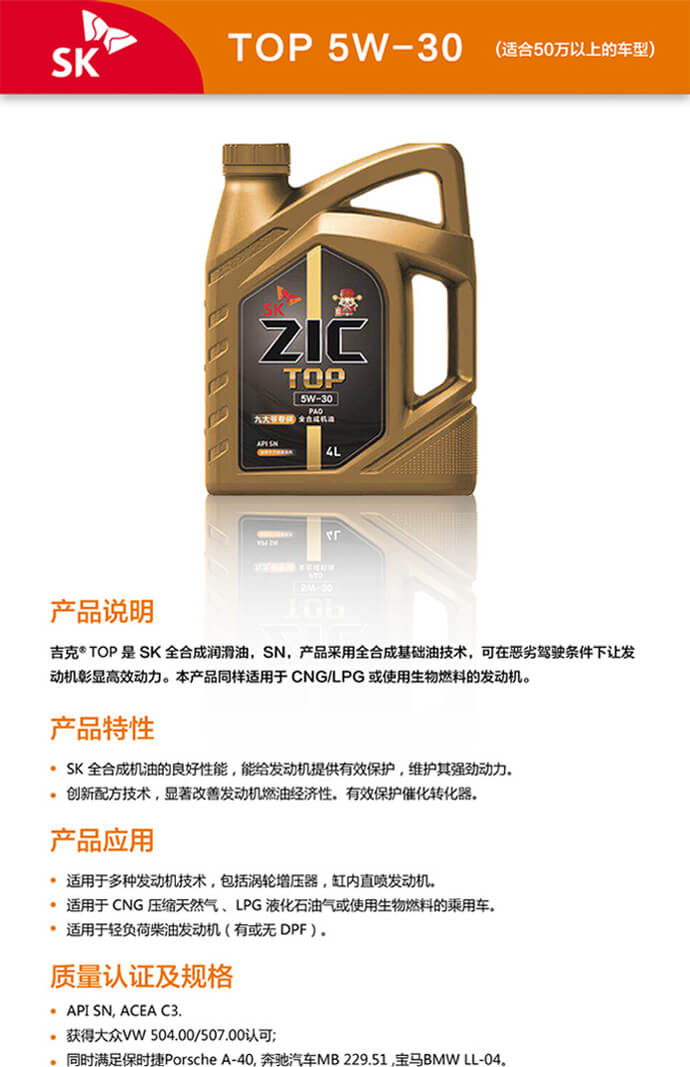 SK
TOP 5W-30
(适合50万以上的车型)
SK
ZIC
TOP
5W-30
PAO
全合成机油
API SN
4L
产品说明
吉克® TOP 是 SK 全合成润滑油，SN，产品采用全合成基础油技术，可在恶劣驾驶条件下让发
动机彰显高效动力。本产品同样适用于 CNG/LPG 或使用生物燃料的发动机。
产品特性
• SK 全合成机油的良好性能，能给发动机提供有效保护，维护其强劲动力。
• 创新配方技术，显著改善发动机燃油经济性。有效保护催化转化器。
产品应用
• 适用于多种发动机技术，包括涡轮增压器，缸内直喷发动机。
• 适用于 CNG 压缩天然气 、LPG 液化石油气或使用生物燃料的乘用车。
• 适用于轻负荷柴油发动机（有或无 DPF）。
质量认证及规格
• API SN, ACEA C3.
• 获得大众VW 504.00/507.00认可;
• 同时满足保时捷Porsche A-40, 奔驰汽车MB 229.51 ,宝马BMW LL-04。